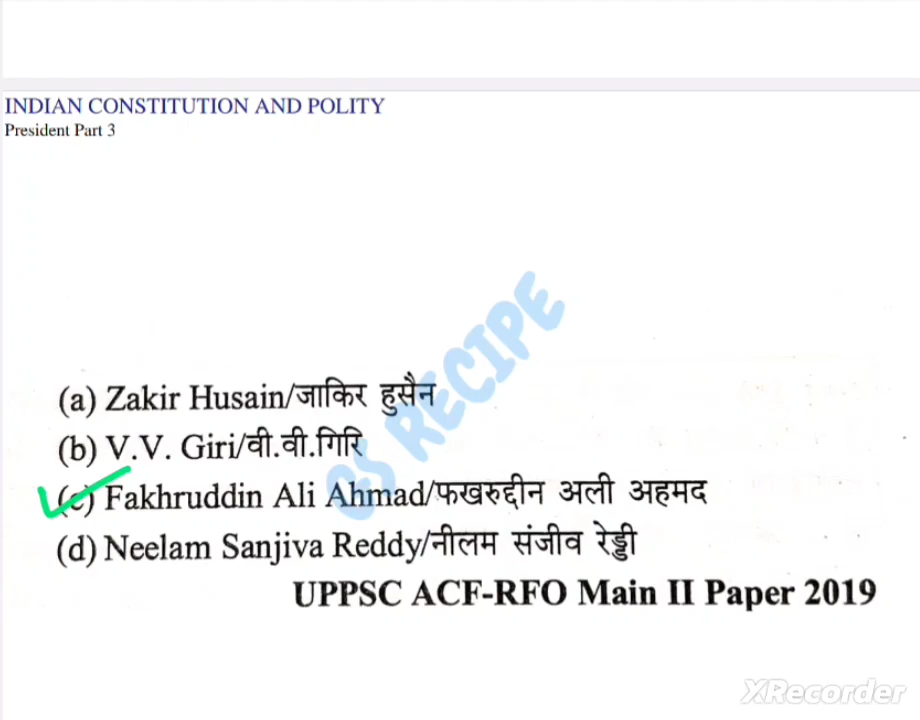 INDIAN CONSTITUTION AND POLITY
President Part 3
CS RECIPE
(a) Zakir Husain/जाकिर हुसैन
(b) V.V. Giri/वी.वी.गिरि
(c) Fakhruddin Ali Ahmad/फखरुद्दीन अली अहमद
(d) Neelam Sanjiva Reddy/नीलम संजीव रेड्डी
UPPSC ACF-RFO Main II Paper 2019
XRecorder